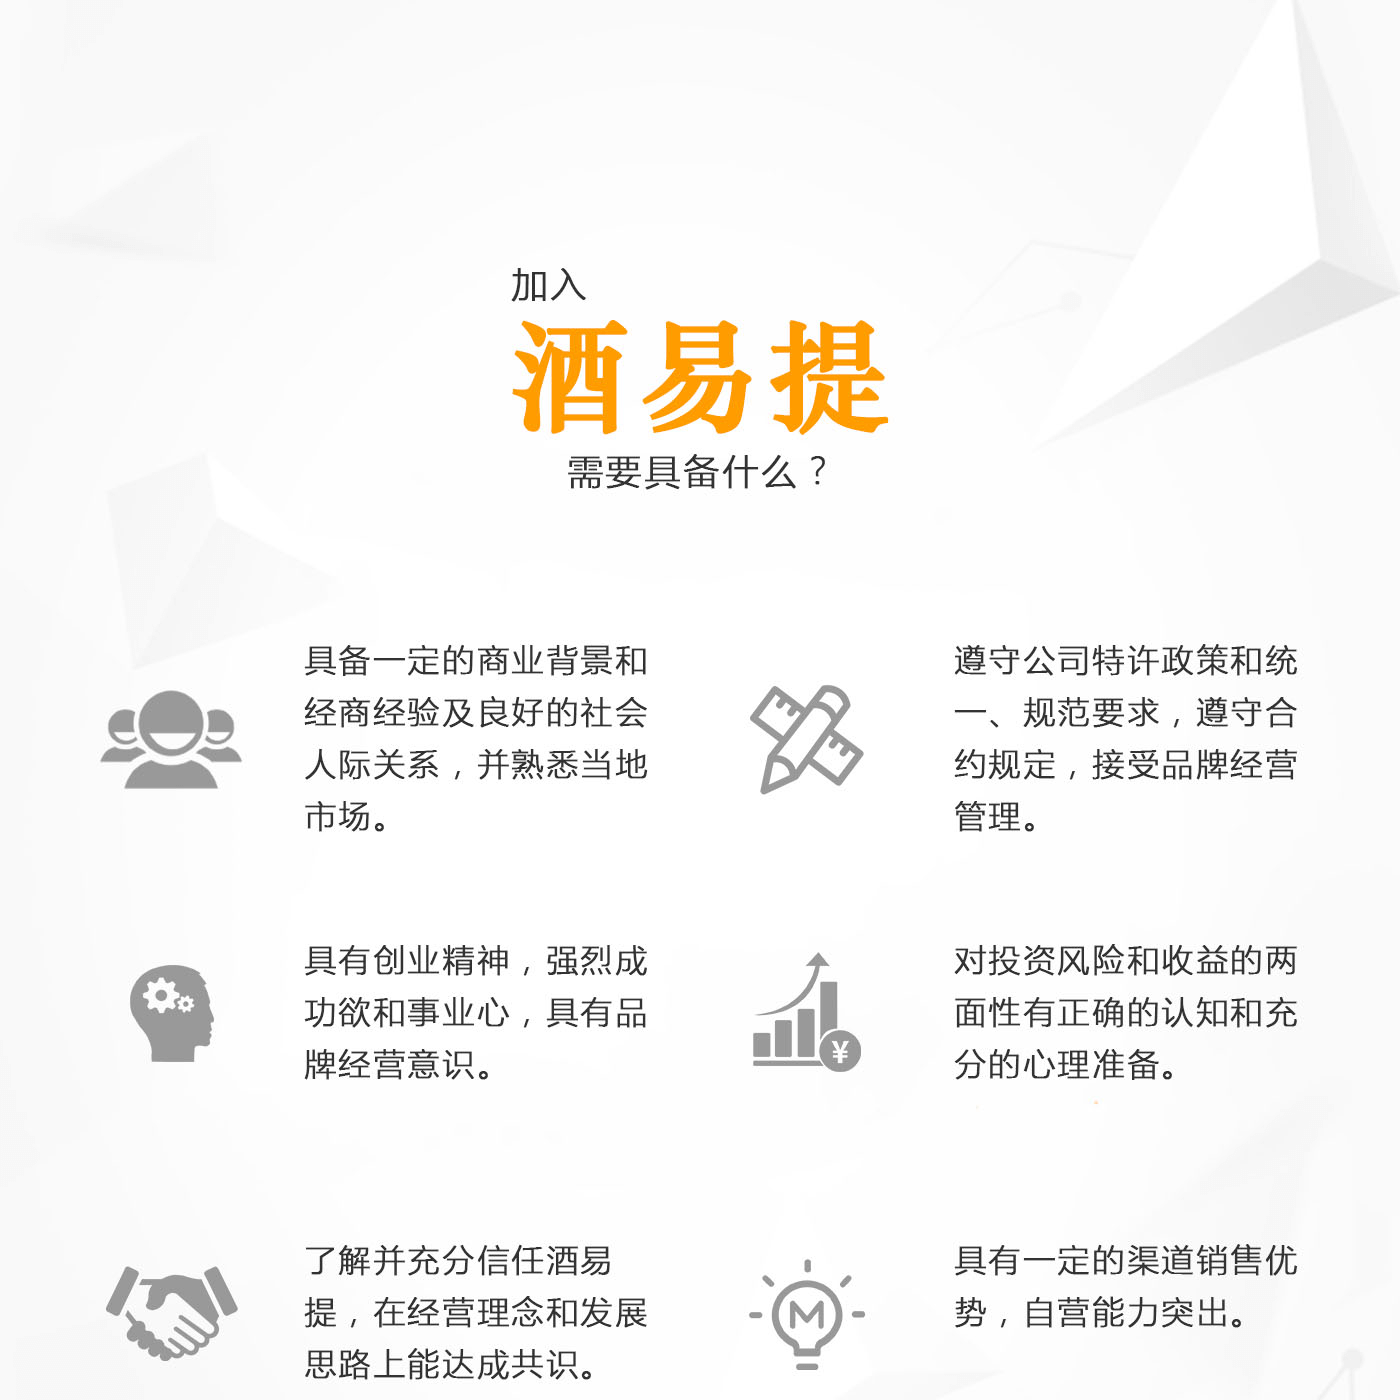 加入
酒易提
需要具备什么？
具备一定的商业背景和
经商经验及良好的社会
人际关系，并熟悉当地
市场。
遵守公司特许政策和统
一、规范要求，遵守合
约规定，接受品牌经营
管理。
具有创业精神，强烈成
功欲和事业心，具有品
牌经营意识。
对投资风险和收益的两
面性有正确的认知和充
分的心理准备。
¥
了解并充分信任酒易
提，在经营理念和发展
思路上能达成共识。
M
具有一定的渠道销售优
势，自营能力突出。